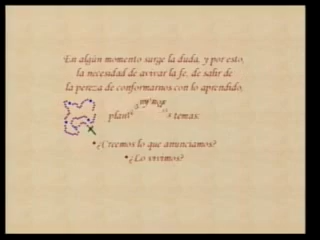 En algún momento surge la duda, y por esto,
la necesidad de avivar la fe, de salir de
la pereza de conformarnos con lo aprendido,
temas:
•¿Creemos lo que anunciamos?
•¿Lo vivimos?